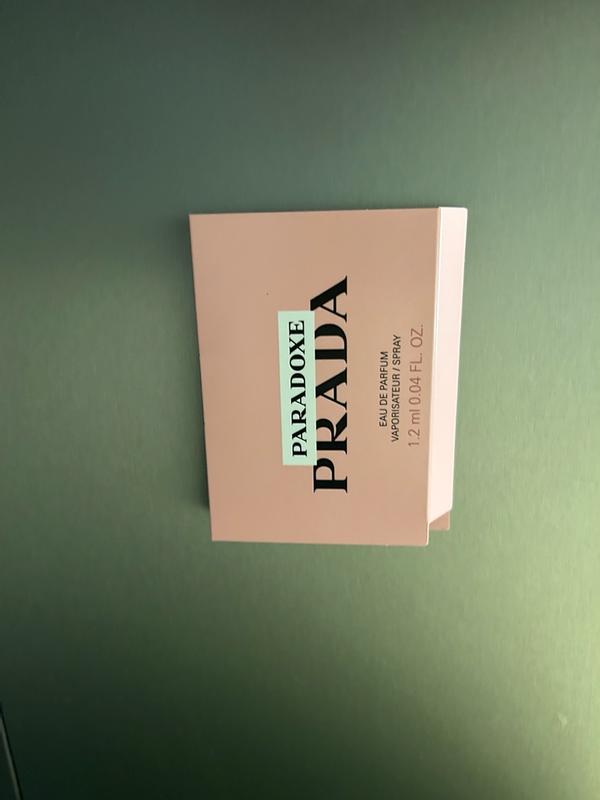 PARADOXE
PRADA
EAU DE PARFUM
VAPORISATEUR / SPRAY
1.2 ml 0.04 FL. OZ.